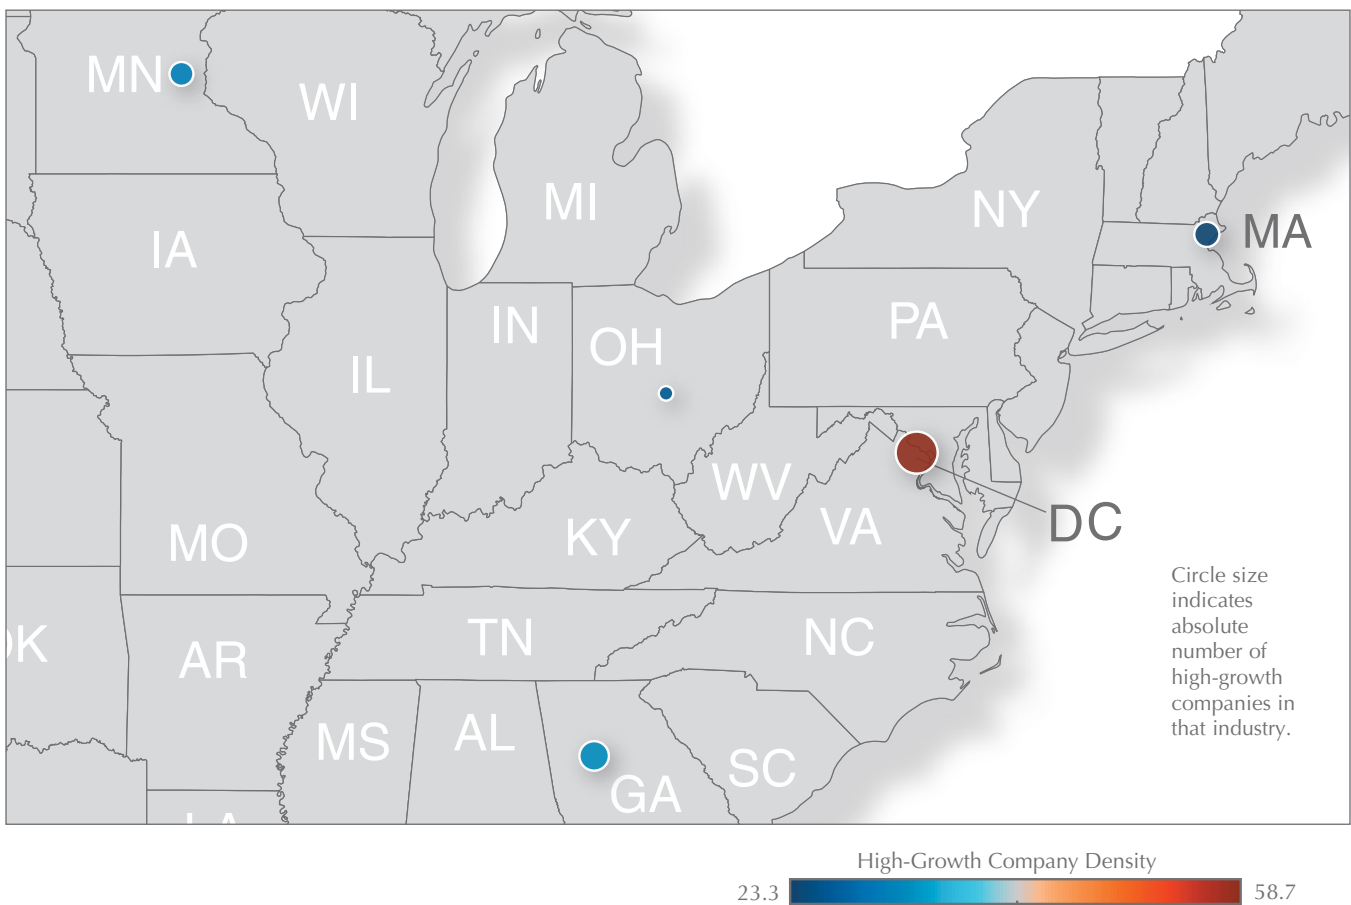 MN
WI
MI
NY
MA
IA
IN
OH
PA
IL
WV
DC
MO
KY
VA
Circle size
indicates
absolute
number of
high-growth
companies in
that industry.
OK
AR
TN
NC
MS
AL
SC
GA
LA
High-Growth Company Density
23.3
58.7